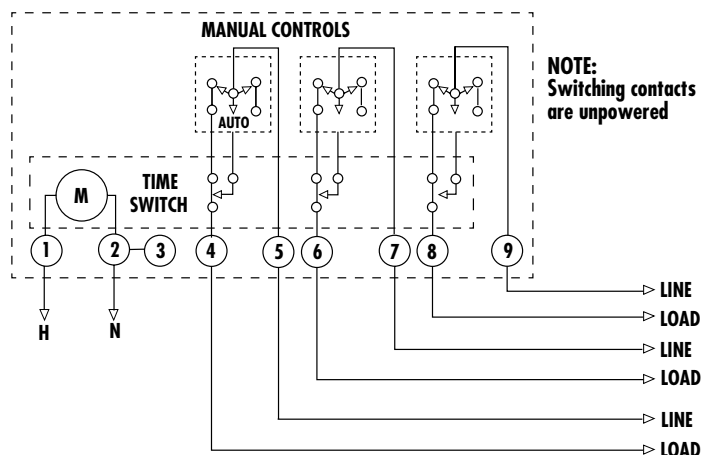 MANUAL CONTROLS
NOTE:
Switching contacts
are unpowered
AUTO
TIME
SWITCH
M
1 2 3 4 5 6 7 8 9
H N
LINE
LOAD
LINE
LOAD
LINE
LOAD